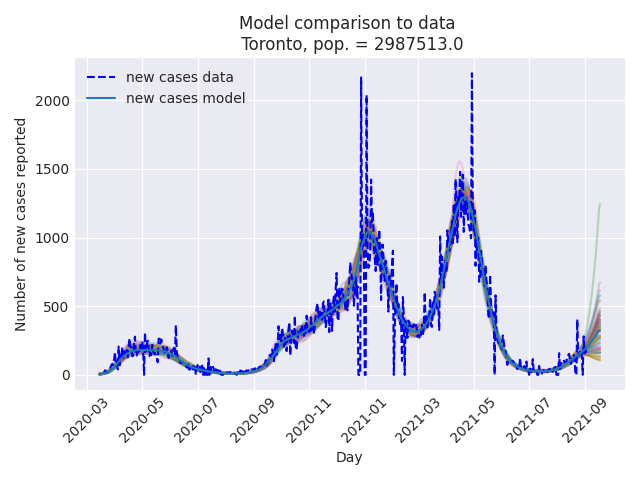 Model comparison to data
Toronto, pop. = 2987513.0
new cases data
new cases model
Number of new cases reported
2000
1500
1000
500
0
2020-03
2020-05
2020-07
2020-09
2020-11
2021-01
2021-03
2021-05
2021-07
2021-09
Day